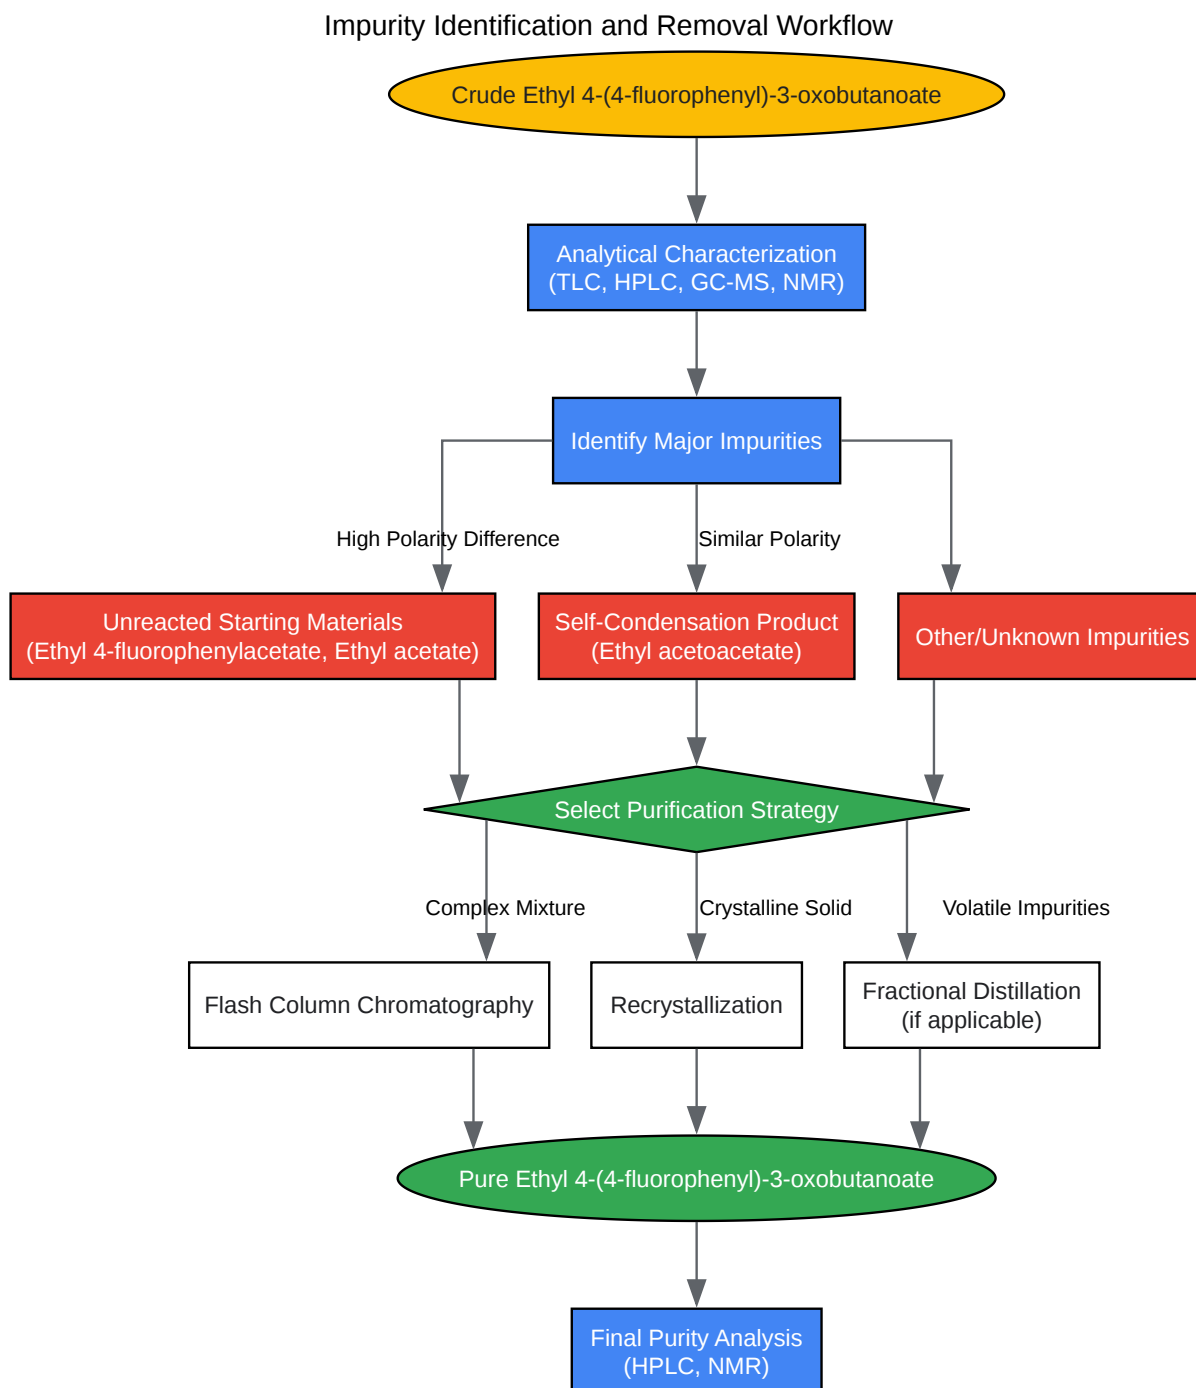 Impurity Identification and Removal Workflow
Crude Ethyl 4-(4-fluorophenyl)-3-oxobutanoate
Analytical Characterization
(TLC, HPLC, GC-MS, NMR)
Identify Major Impurities
High Polarity Difference
Similar Polarity
Unreacted Starting Materials
(Ethyl 4-fluorophenylacetate, Ethyl acetate)
Self-Condensation Product
(Ethyl acetoacetate)
Other/Unknown Impurities
Select Purification Strategy
Complex Mixture
Crystalline Solid
Volatile Impurities
Flash Column Chromatography
Recrystallization
Fractional Distillation
(if applicable)
Pure Ethyl 4-(4-fluorophenyl)-3-oxobutanoate
Final Purity Analysis
(HPLC, NMR)